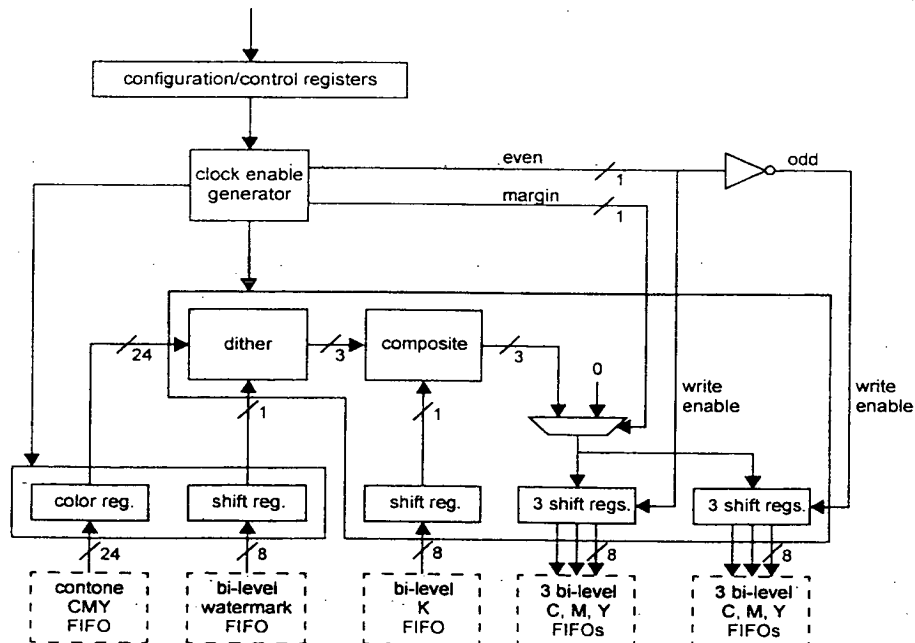 configuration/control registers
clock enable
generator
even
1
odd
margin
1
dither
composite
24
3
3
0
1
1
write
enable
write
enable
color reg.
shift reg.
shift reg.
3 shift regs.
3 shift regs.
24
8
8
8
8
contone
CMY
FIFO
bi-level
watermark
FIFO
bi-level
K
FIFO
3 bi-level
C, M, Y
FIFOs
3 bi-level
C, M, Y
FIFOs